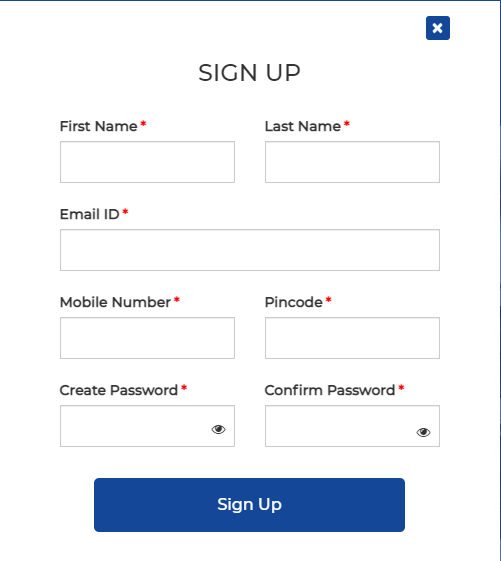 SIGN UP
First Name *
Last Name *
Email ID *
Mobile Number *
Pincode *
Create Password *
Confirm Password *
Sign Up